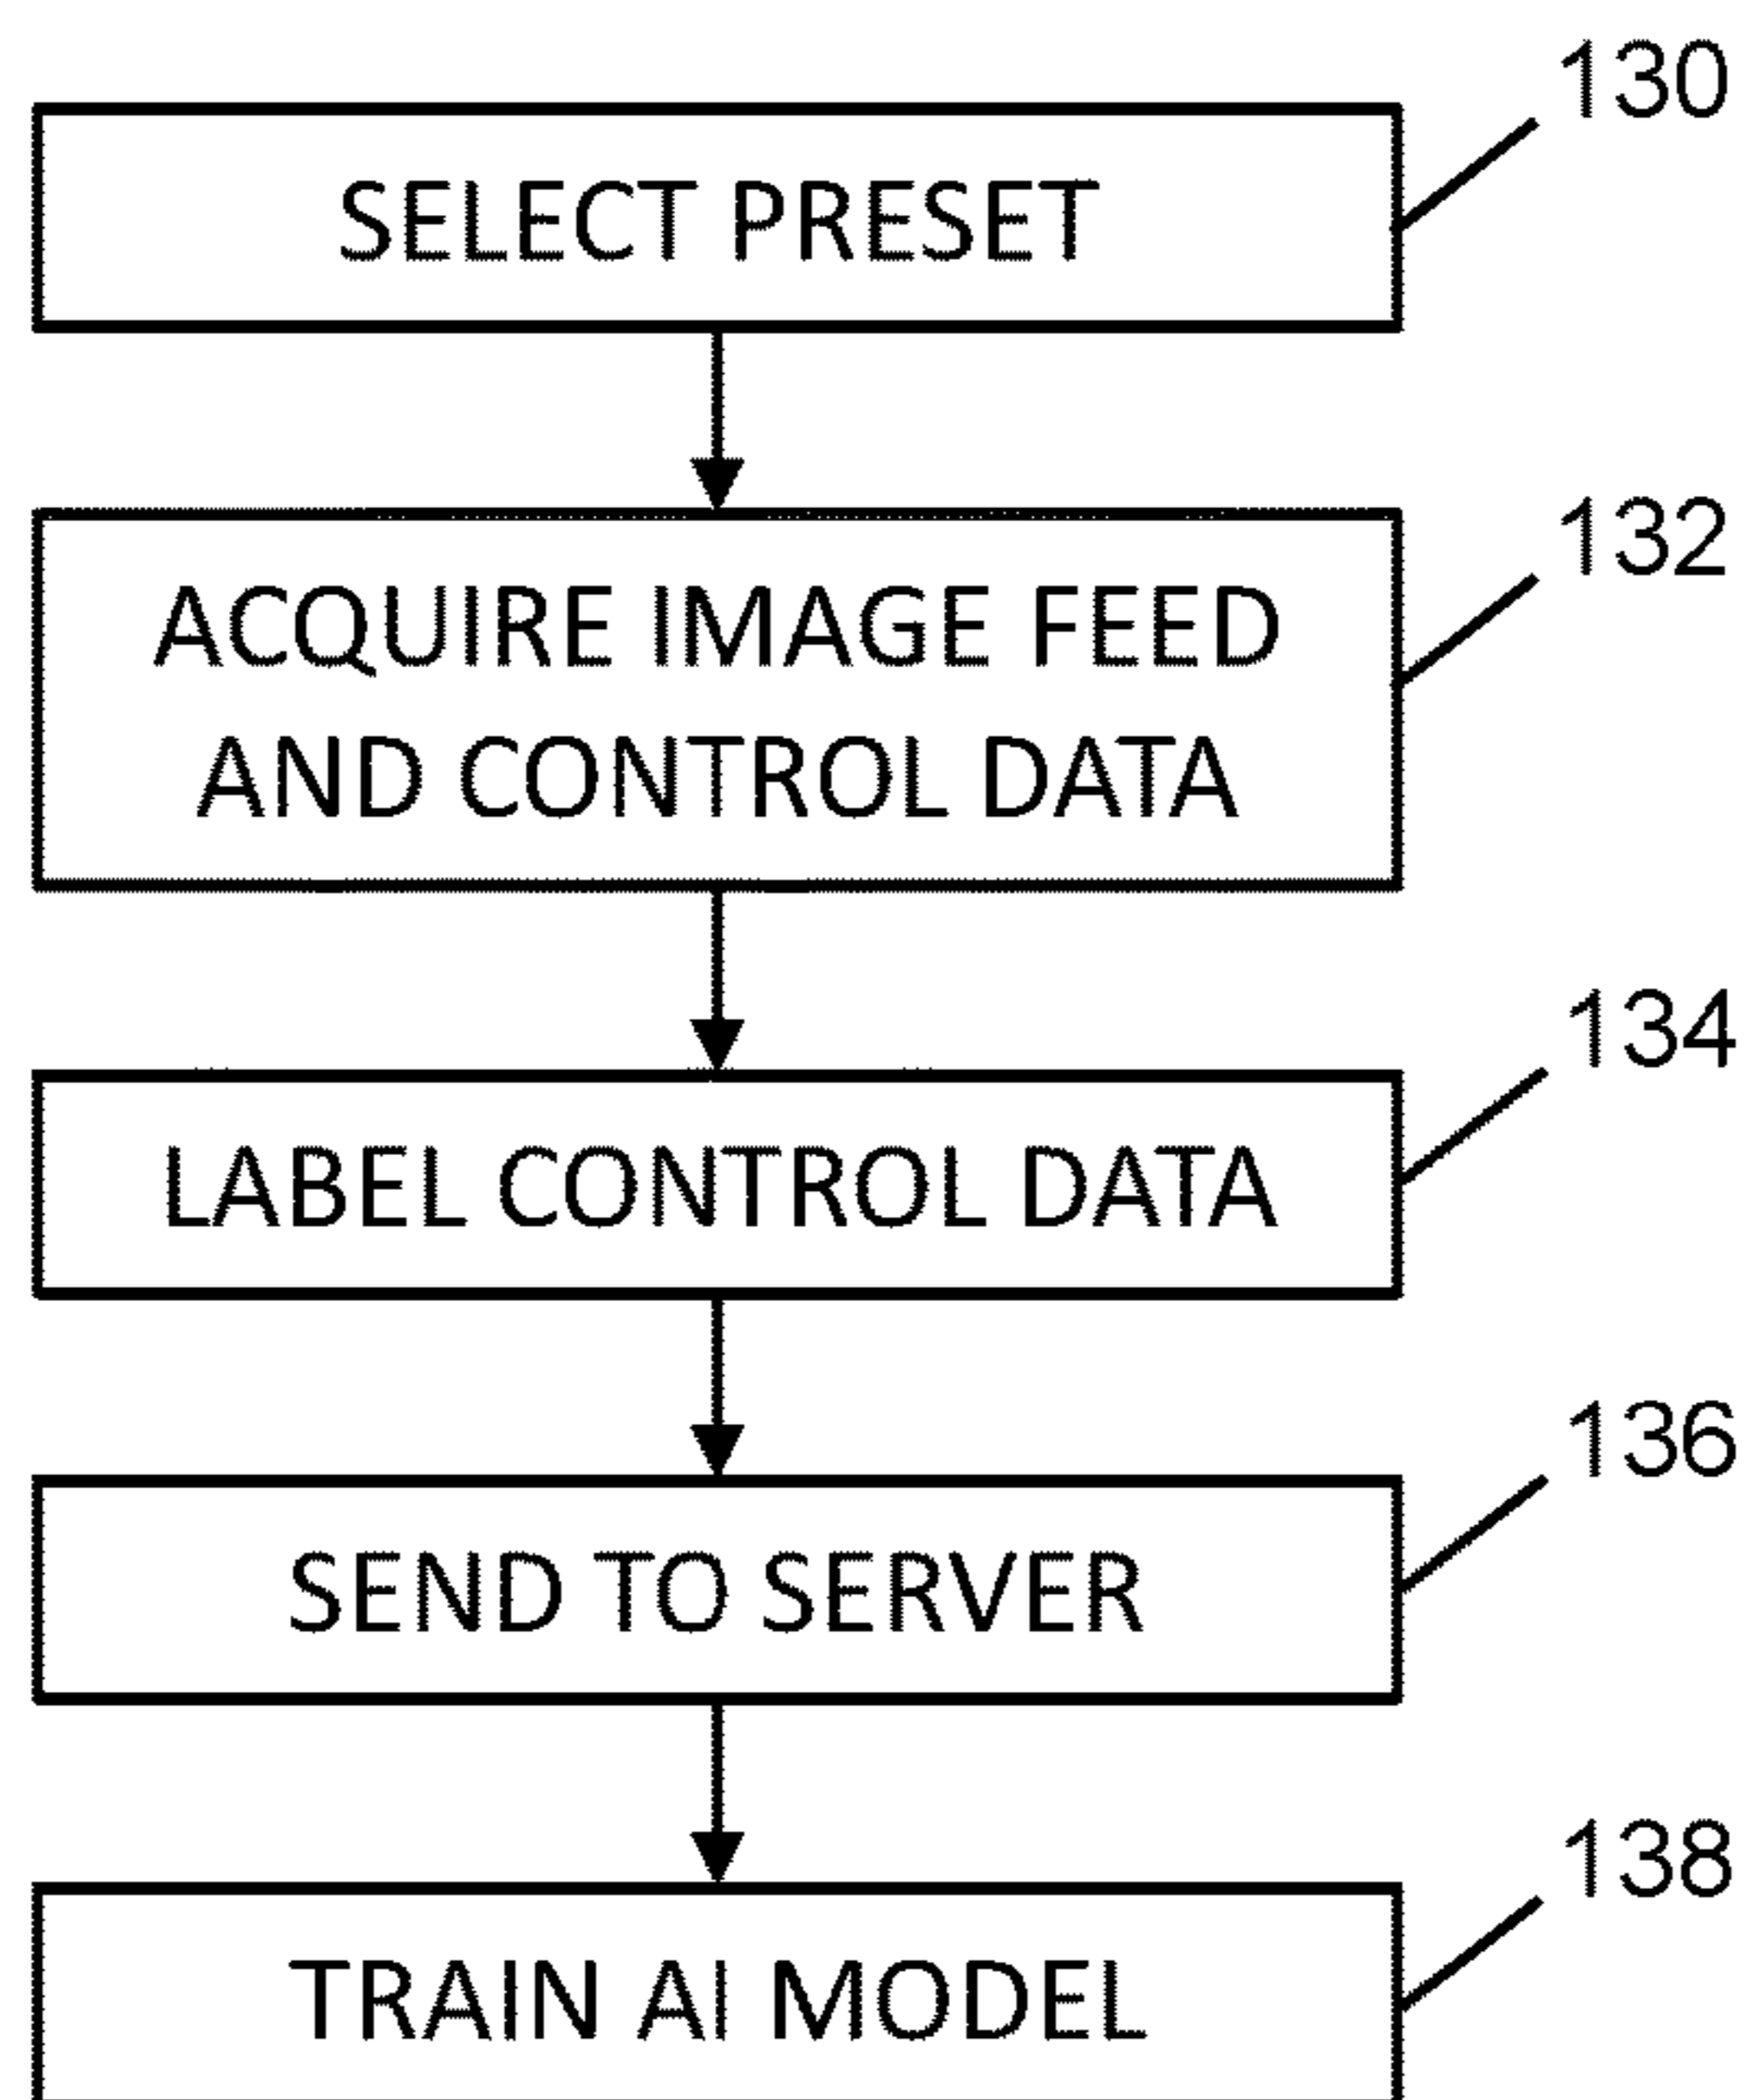 130
SELECT PRESET
132
ACQUIRE IMAGE FEED
AND CONTROL DATA
134
LABEL CONTROL DATA
136
SEND TO SERVER
138
TRAIN AI MODEL